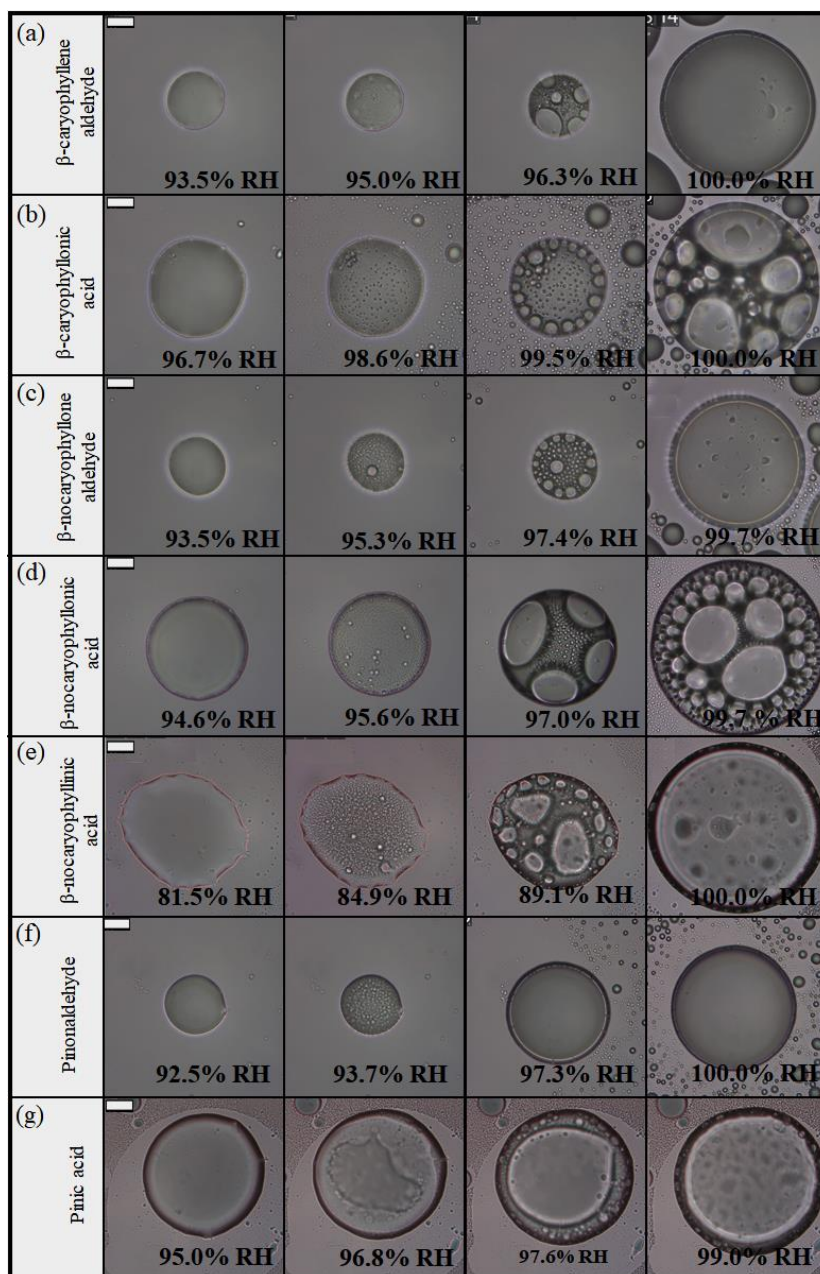 (a)
β-caryophyllene
aldehyde
93.5% RH
95.0% RH
96.3% RH
14
100.0% RH
(b)
β-caryophyllonic
acid
96.7% RH
98.6% RH
99.5% RH
100.0% RH
(c)
β-nocaryophyllone
aldehyde
93.5% RH
95.3% RH
97.4% RH
99.7% RH
(d)
β-nocaryophyllonic
acid
94.6% RH
95.6% RH
97.0% RH
99.7% RH
(e)
β-nocaryophyllinic
acid
81.5% RH
84.9% RH
89.1% RH
100.0% RH
(f)
Pinonaldehyde
92.5% RH
93.7% RH
97.3% RH
100.0% RH
(g)
Pinic acid
95.0% RH
96.8% RH
97.6% RH
99.0% RH